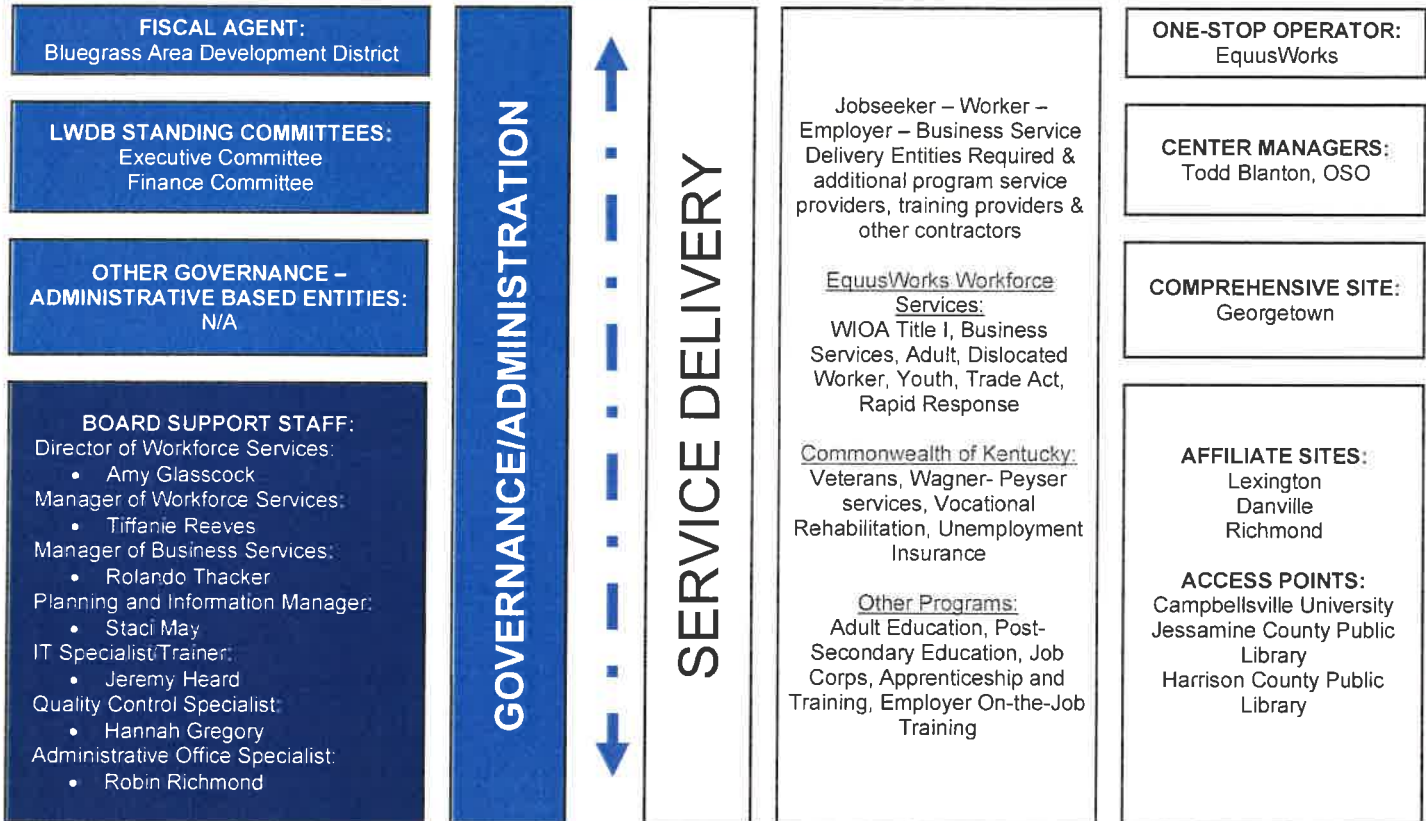 FISCAL AGENT:
Bluegrass Area Development District
LWDB STANDING COMMITTEES:
Executive Committee
Finance Committee
OTHER GOVERNANCE –
ADMINISTRATIVE BASED ENTITIES:
N/A
BOARD SUPPORT STAFF:
Director of Workforce Services:
• Amy Glasscock
Manager of Workforce Services:
• Tiffanie Reeves
Manager of Business Services:
• Rolando Thacker
Planning and Information Manager:
• Staci May
IT Specialist/Trainer:
• Jeremy Heard
Quality Control Specialist:
• Hannah Gregory
Administrative Office Specialist:
• Robin Richmond
GOVERNANCE/ADMINISTRATION
SERVICE DELIVERY
Jobseeker – Worker –
Employer – Business Service
Delivery Entities Required &
additional program service
providers, training providers &
other contractors
EquusWorks Workforce
Services:
WIOA Title I, Business
Services, Adult, Dislocated
Worker, Youth, Trade Act,
Rapid Response
Commonwealth of Kentucky:
Veterans, Wagner- Peyser
services, Vocational
Rehabilitation, Unemployment
Insurance
Other Programs:
Adult Education, Post-
Secondary Education, Job
Corps, Apprenticeship and
Training, Employer On-the-Job
Training
ONE-STOP OPERATOR:
EquusWorks
CENTER MANAGERS:
Todd Blanton, OSO
COMPREHENSIVE SITE:
Georgetown
AFFILIATE SITES:
Lexington
Danville
Richmond
ACCESS POINTS:
Campbellsville University
Jessamine County Public
Library
Harrison County Public
Library